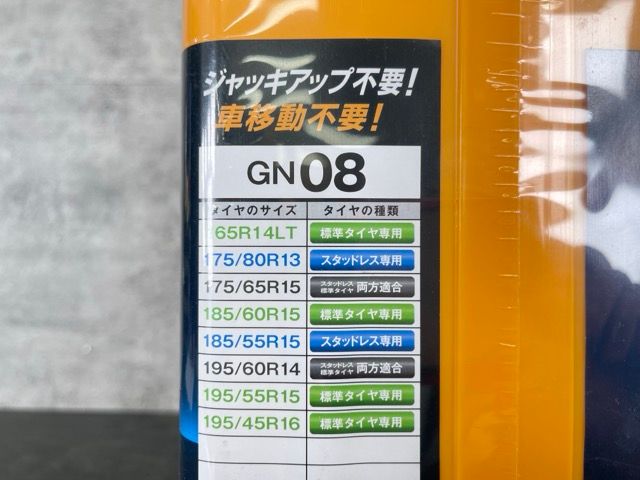 ジャッキアップ不要!
車移動不要!
GN08
タイヤのサイズ タイヤの種類
65R14LT 標準タイヤ専用
175/80R13 スタッドレス専用
175/65R15 スタッドレス 標準タイヤ 両方適合
185/60R15 標準タイヤ専用
185/55R15 スタッドレス専用
195/60R14 スタッドレス 標準タイヤ 両方適合
195/55R15 標準タイヤ専用
195/45R16 標準タイヤ専用